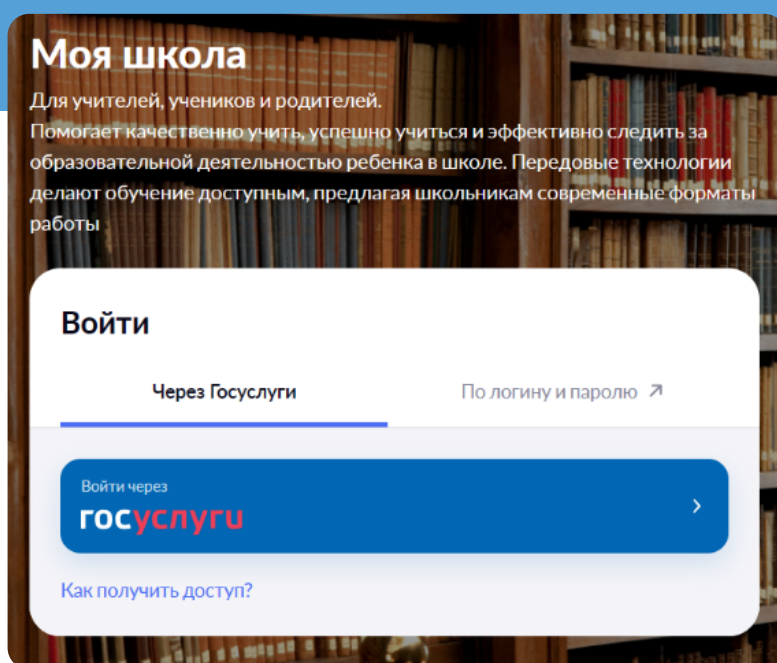 Моя школа
Для учителей, учеников и родителей.
Помогает качественно учить, успешно учиться и эффективно следить за
образовательной деятельностью ребенка в школе. Передовые технологии
делают обучение доступным, предлагая школьникам современные форматы
работы
Войти
Через Госуслуги
По логину и паролю
Войти через
госуслуги
Как получить доступ?